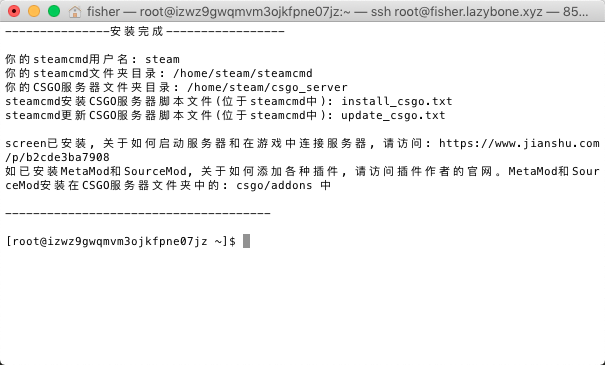 fisher — root@izwz9gwqmvm3ojkfpne07jz:~ — ssh root@fisher.lazybone.xyz — 85...
---------------安装完成-----------------
你的steamcmd用户名: steam
你的steamcmd文件夹目录: /home/steam/steamcmd
你的CSGO服务器文件夹目录: /home/steam/csgo_server
steamcmd安装CSGO服务器脚本文件(位于steamcmd中): install_csgo.txt
steamcmd更新CSGO服务器脚本文件(位于steamcmd中): update_csgo.txt
screen已安装, 关于如何启动服务器和在游戏中连接服务器, 请访问: https://www.jianshu.com
/p/b2cde3ba7908
如已安装MetaMod和SourceMod, 关于如何添加各种插件, 请访问插件作者的官网。MetaMod和Sour
ceMod安装在CSGO服务器文件夹中的: csgo/addons 中
--------------------------------------
[root@izwz9gwqmvm3ojkfpne07jz ~]$